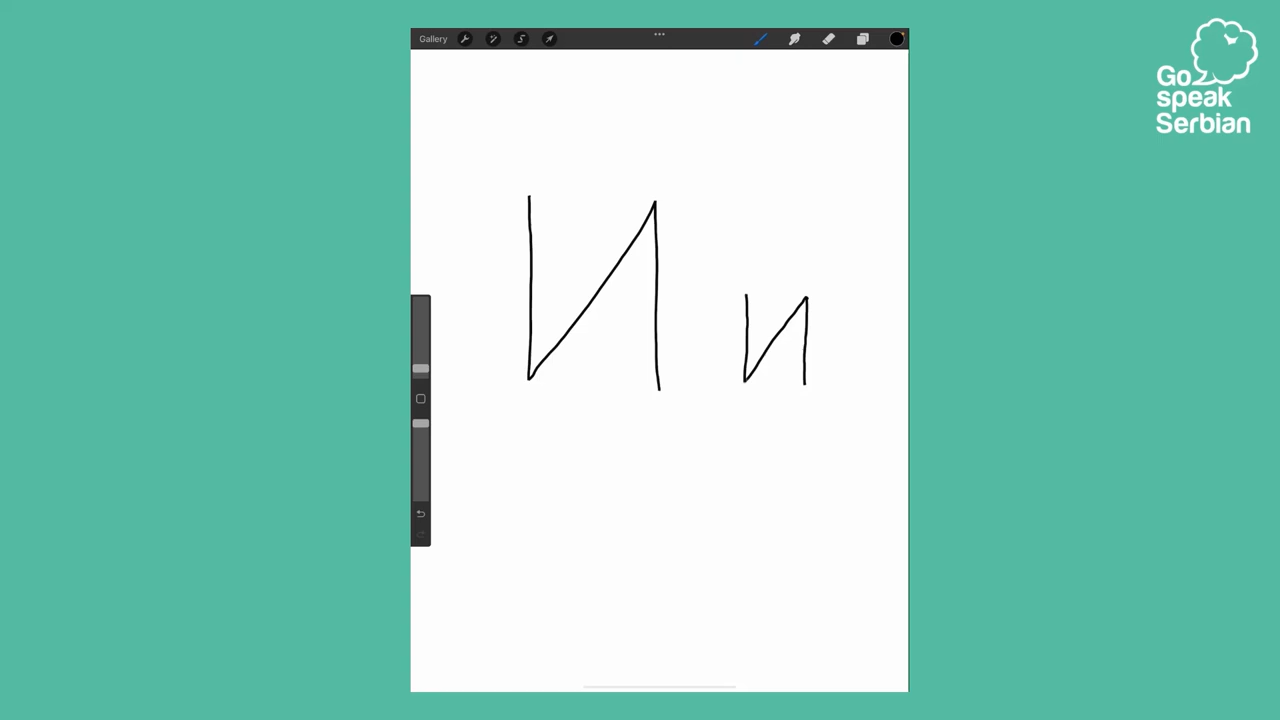 Gallery
Go
speak
Serbian
И и